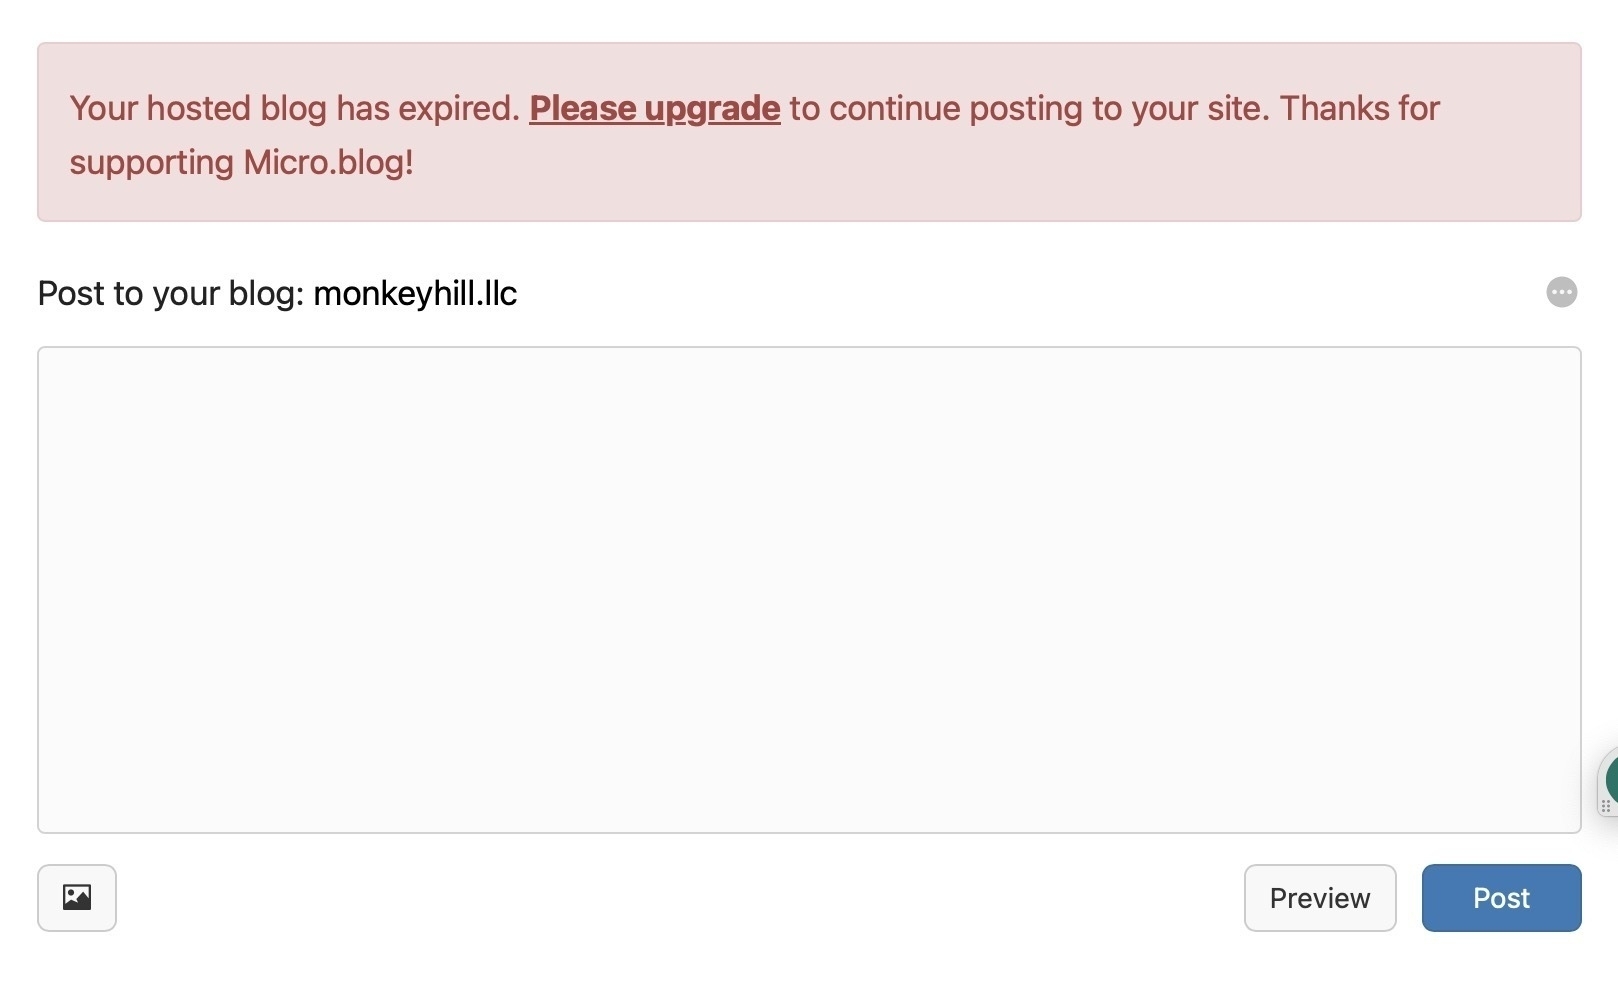 Your hosted blog has expired. Please upgrade to continue posting to your site. Thanks for
supporting Micro.blog!
Post to your blog: monkeyhill.llc
Preview
Post